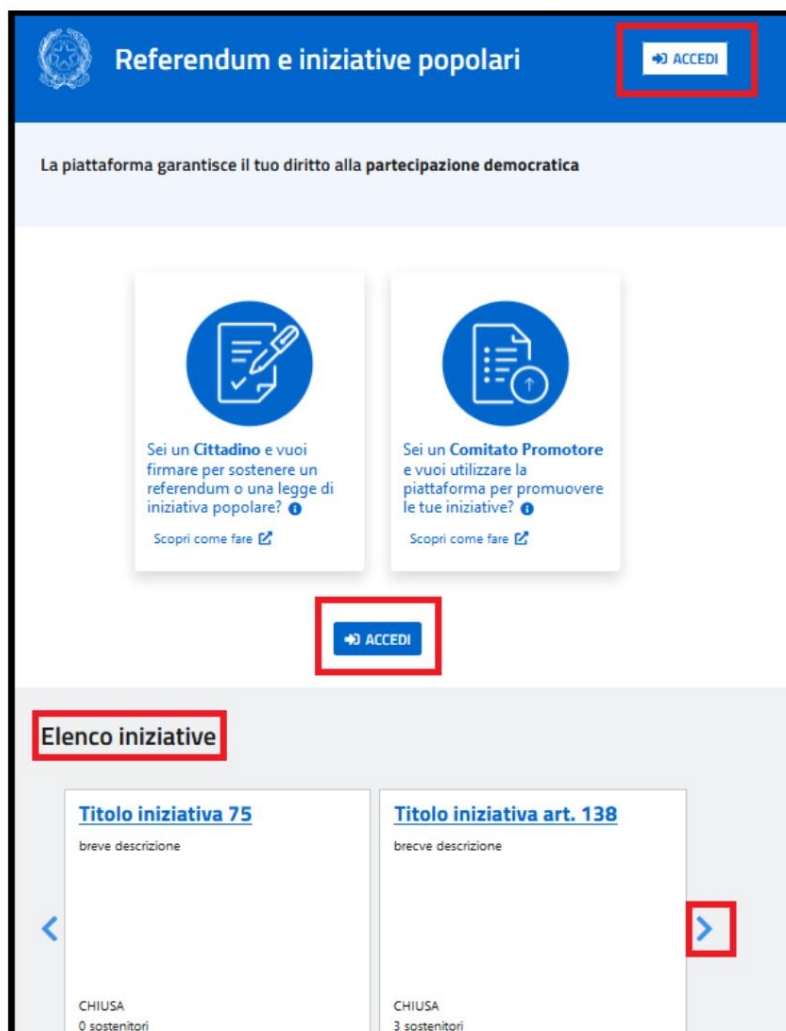 Referendum e iniziative popolari
ACCEDI
La piattaforma garantisce il tuo diritto alla partecipazione democratica
Sei un Cittadino e vuoi
firmare per sostenere un
referendum o una legge di
iniziativa popolare?
Scopri come fare
Sei un Comitato Promotore
e vuoi utilizzare la
piattaforma per promuovere
le tue iniziative?
Scopri come fare
ACCEDI
Elenco iniziative
Titolo iniziativa 75
breve descrizione
CHIUSA
0 sostenitori
Titolo iniziativa art. 138
brecve descrizione
CHIUSA
3 sostenitori